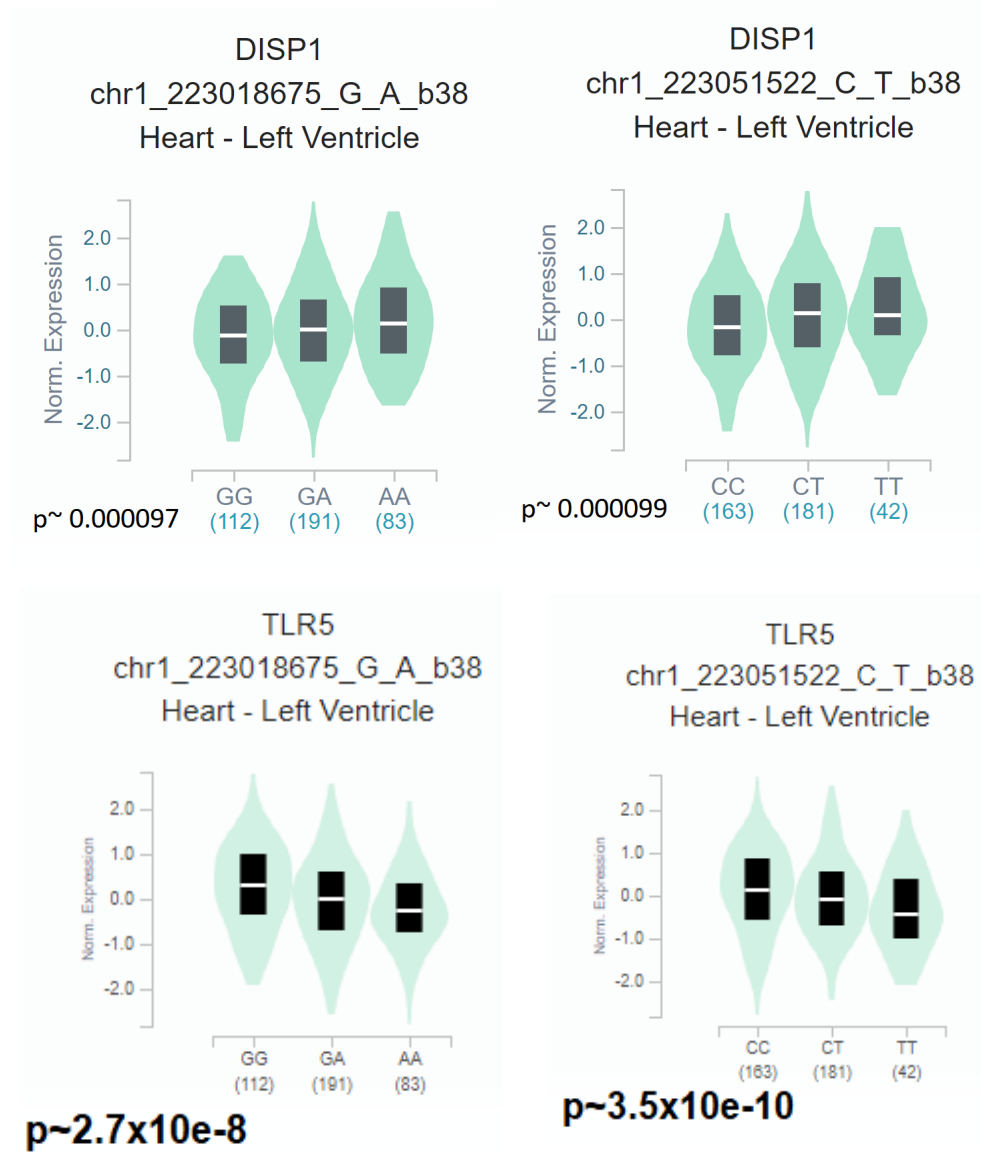 DISP1
chr1_223018675_G_A_b38
Heart - Left Ventricle
Norm. Expression
2.0
1.0
0.0
-1.0
-2.0
GG
GA
AA
(112)
(191)
(83)
p~ 0.000097
DISP1
chr1_223051522_C_T_b38
Heart - Left Ventricle
Norm. Expression
2.0
1.0
0.0
-1.0
-2.0
CC
CT
TT
(163)
(181)
(42)
p~ 0.000099
TLR5
chr1_223018675_G_A_b38
Heart - Left Ventricle
Norm. Expression
2.0
1.0
0.0
-1.0
-2.0
GG
GA
AA
(112)
(191)
(83)
p~2.7x10e-8
TLR5
chr1_223051522_C_T_b38
Heart - Left Ventricle
Norm. Expression
2.0
1.0
0.0
-1.0
-2.0
CC
CT
TT
(163)
(181)
(42)
p~3.5x10e-10